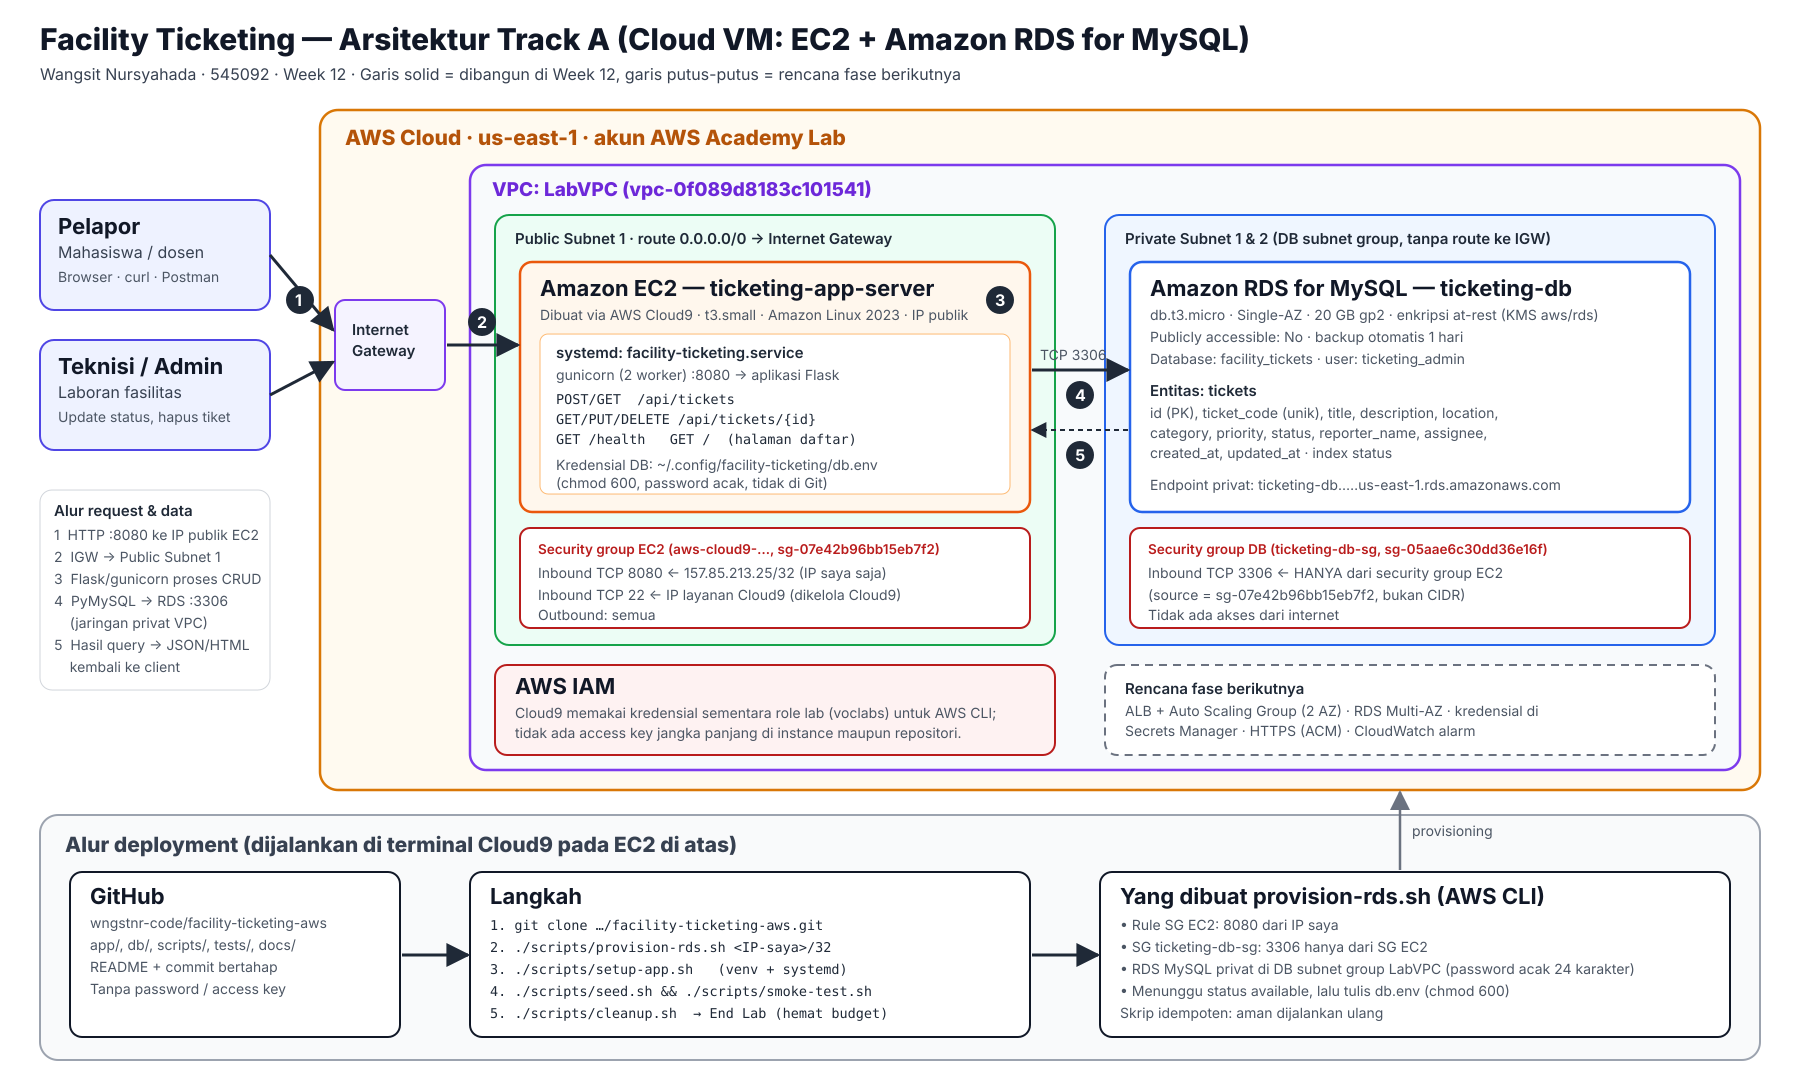 Facility Ticketing — Arsitektur Track A (Cloud VM: EC2 + Amazon RDS for MySQL)
Wangsit Nursyahada · 545092 · Week 12 · Garis solid = dibangun di Week 12, garis putus-putus = rencana fase berikutnya
AWS Cloud · us-east-1 · akun AWS Academy Lab
VPC: LabVPC (vpc-0f089d8183c101541)
Pelapor
Mahasiswa / dosen
Browser · curl · Postman
1
Teknisi / Admin
Laboran fasilitas
Update status, hapus tiket
Internet
Gateway
2
Alur request & data
1 HTTP :8080 ke IP publik EC2
2 IGW → Public Subnet 1
3 Flask/gunicorn proses CRUD
4 PyMySQL → RDS :3306
(jaringan privat VPC)
5 Hasil query → JSON/HTML
kembali ke client
Public Subnet 1 · route 0.0.0.0/0 → Internet Gateway
Amazon EC2 — ticketing-app-server
3
Dibuat via AWS Cloud9 · t3.small · Amazon Linux 2023 · IP publik
systemd: facility-ticketing.service
gunicorn (2 worker) :8080 → aplikasi Flask
POST/GET /api/tickets
GET/PUT/DELETE /api/tickets/{id}
GET /health GET / (halaman daftar)
Kredensial DB: ~/.config/facility-ticketing/db.env
(chmod 600, password acak, tidak di Git)
Security group EC2 (aws-cloud9-..., sg-07e42b96bb15eb7f2)
Inbound TCP 8080 ← 157.85.213.25/32 (IP saya saja)
Inbound TCP 22 ← IP layanan Cloud9 (dikelola Cloud9)
Outbound: semua
TCP 3306
4
5
Private Subnet 1 & 2 (DB subnet group, tanpa route ke IGW)
Amazon RDS for MySQL — ticketing-db
db.t3.micro · Single-AZ · 20 GB gp2 · enkripsi at-rest (KMS aws/rds)
Publicly accessible: No · backup otomatis 1 hari
Database: facility_tickets · user: ticketing_admin
Entitas: tickets
id (PK), ticket_code (unik), title, description, location,
category, priority, status, reporter_name, assignee,
created_at, updated_at · index status
Endpoint privat: ticketing-db.....us-east-1.rds.amazonaws.com
Security group DB (ticketing-db-sg, sg-05aae6c30dd36e16f)
Inbound TCP 3306 ← HANYA dari security group EC2
(source = sg-07e42b96bb15eb7f2, bukan CIDR)
Tidak ada akses dari internet
AWS IAM
Cloud9 memakai kredensial sementara role lab (voclabs) untuk AWS CLI;
tidak ada access key jangka panjang di instance maupun repositori.
Rencana fase berikutnya
ALB + Auto Scaling Group (2 AZ) · RDS Multi-AZ · kredensial di
Secrets Manager · HTTPS (ACM) · CloudWatch alarm
provisioning
Alur deployment (dijalankan di terminal Cloud9 pada EC2 di atas)
GitHub
wngstnr-code/facility-ticketing-aws
app/, db/, scripts/, tests/, docs/
README + commit bertahap
Tanpa password / access key
Langkah
1. git clone …/facility-ticketing-aws.git
2. ./scripts/provision-rds.sh <IP-saya>/32
3. ./scripts/setup-app.sh (venv + systemd)
4. ./scripts/seed.sh && ./scripts/smoke-test.sh
5. ./scripts/cleanup.sh → End Lab (hemat budget)
Yang dibuat provision-rds.sh (AWS CLI)
• Rule SG EC2: 8080 dari IP saya
• SG ticketing-db-sg: 3306 hanya dari SG EC2
• RDS MySQL privat di DB subnet group LabVPC (password acak 24 karakter)
• Menunggu status available, lalu tulis db.env (chmod 600)
Skrip idempoten: aman dijalankan ulang